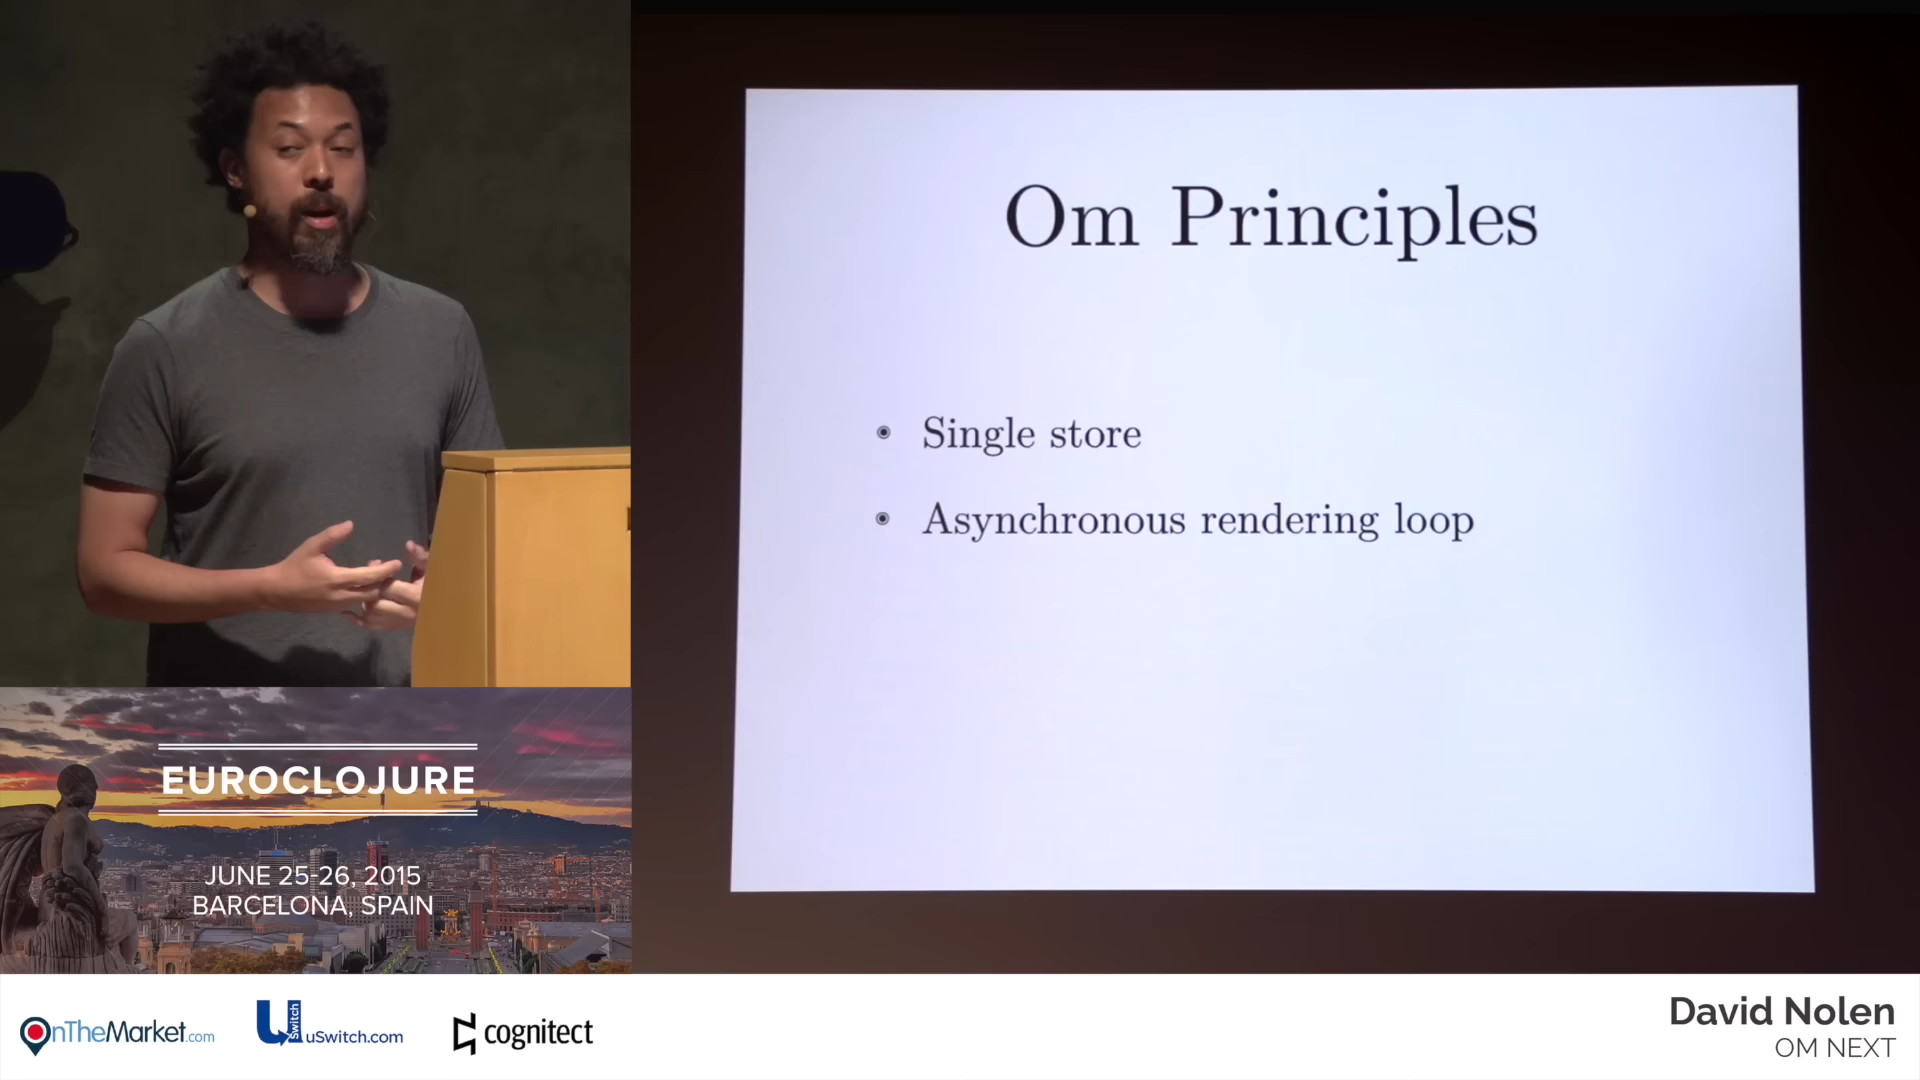 Om Principles
Single store
Asynchronous rendering loop
EUROCLOJURE
JUNE 25-26, 2015
BARCELONA, SPAIN
OnTheMarket.com
uSwitch
uSwitch.com
cognitect
David Nolen
OM NEXT